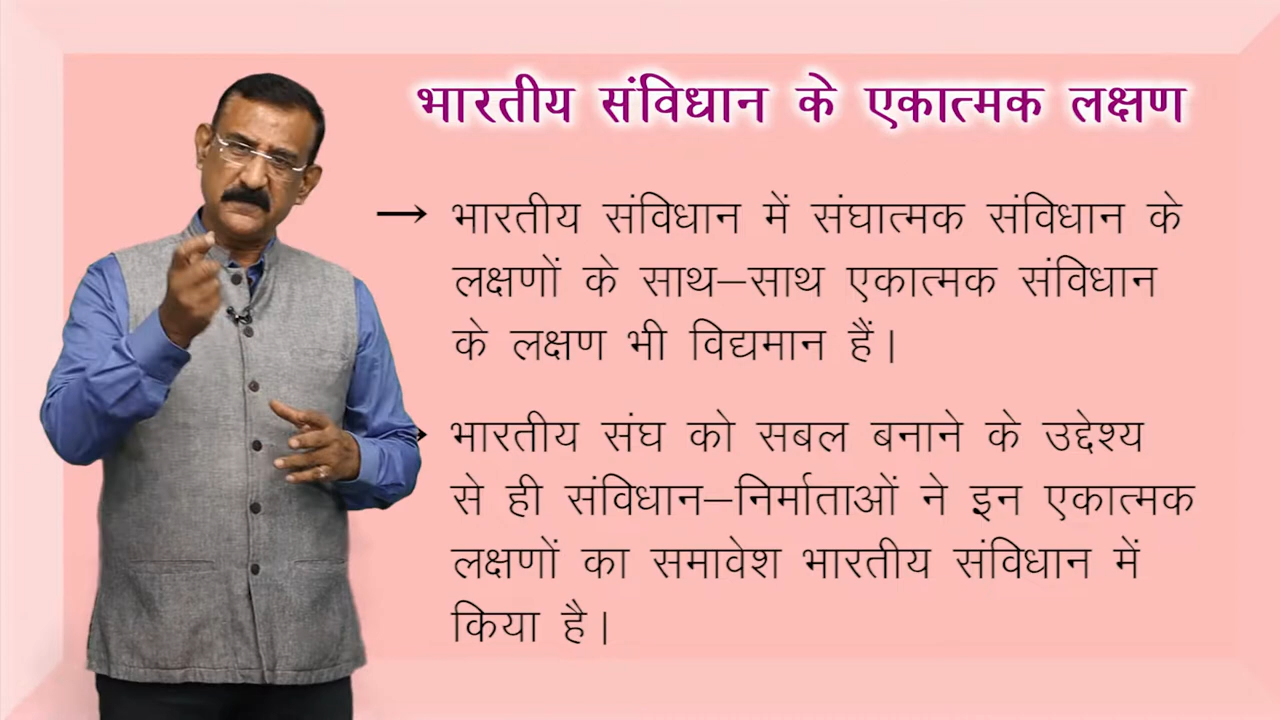 भारतीय संविधान के एकात्मक लक्षण
→ भारतीय संविधान में संघात्मक संविधान के
लक्षणों के साथ–साथ एकात्मक संविधान
के लक्षण भी विद्यमान हैं।
भारतीय संघ को सबल बनाने के उद्देश्य
से ही संविधान–निर्माताओं ने इन एकात्मक
लक्षणों का समावेश भारतीय संविधान में
किया है।